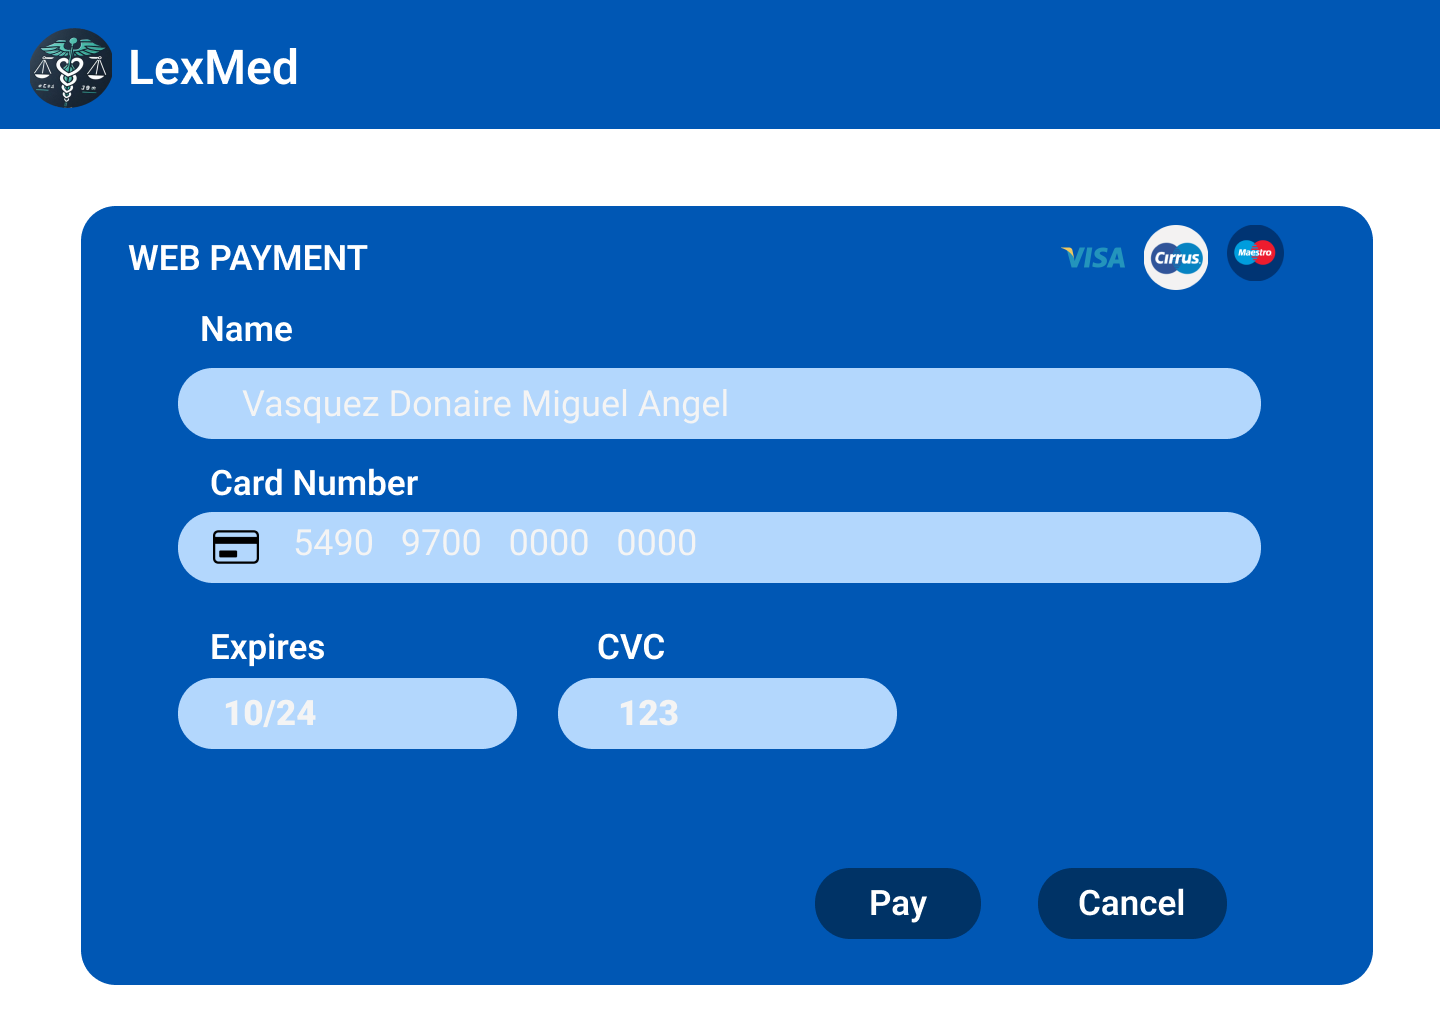 LexMed
WEB PAYMENT
VISA
Cirrus
Maestro
Name
Vasquez Donaire Miguel Angel
Card Number
5490 9700 0000 0000
Expires CVC
10/24 123
Pay Cancel